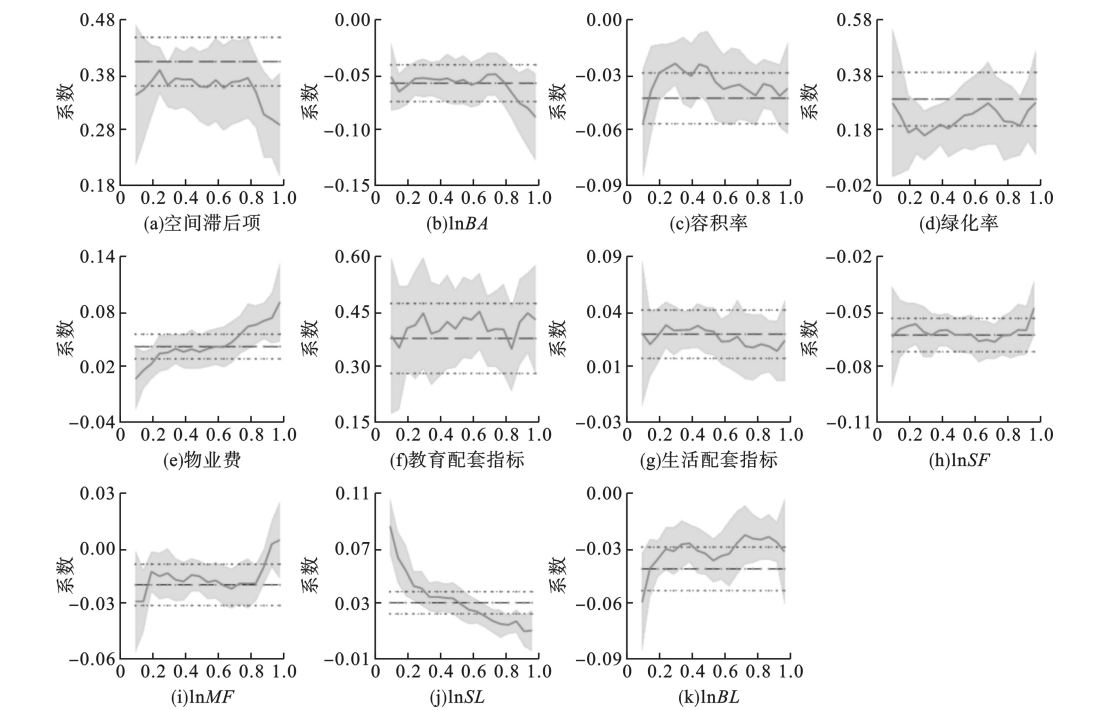 0.48 0.38 0.28 0.18 系数 0 0.2 0.4 0.6 0.8 1.0
(a)空间滞后项
0.00 −0.05 −0.10 −0.15 系数 0 0.2 0.4 0.6 0.8 1.0
(b)lnBA
0.00 −0.03 −0.06 −0.09 系数 0 0.2 0.4 0.6 0.8 1.0
(c)容积率
0.58 0.38 0.18 −0.02 系数 0 0.2 0.4 0.6 0.8 1.0
(d)绿化率
0.14 0.08 0.02 −0.04 系数 0 0.2 0.4 0.6 0.8 1.0
(e)物业费
0.60 0.45 0.30 0.15 系数 0 0.2 0.4 0.6 0.8 1.0
(f)教育配套指标
0.09 0.04 0.01 −0.03 系数 0 0.2 0.4 0.6 0.8 1.0
(g)生活配套指标
−0.02 −0.05 −0.08 −0.11 系数 0 0.2 0.4 0.6 0.8 1.0
(h)lnSF
0.03 0.00 −0.03 −0.06 系数 0 0.2 0.4 0.6 0.8 1.0
(i)lnMF
0.11 0.07 0.03 −0.01 系数 0 0.2 0.4 0.6 0.8 1.0
(j)lnSL
0.00 −0.03 −0.06 −0.09 系数 0 0.2 0.4 0.6 0.8 1.0
(k)lnBL